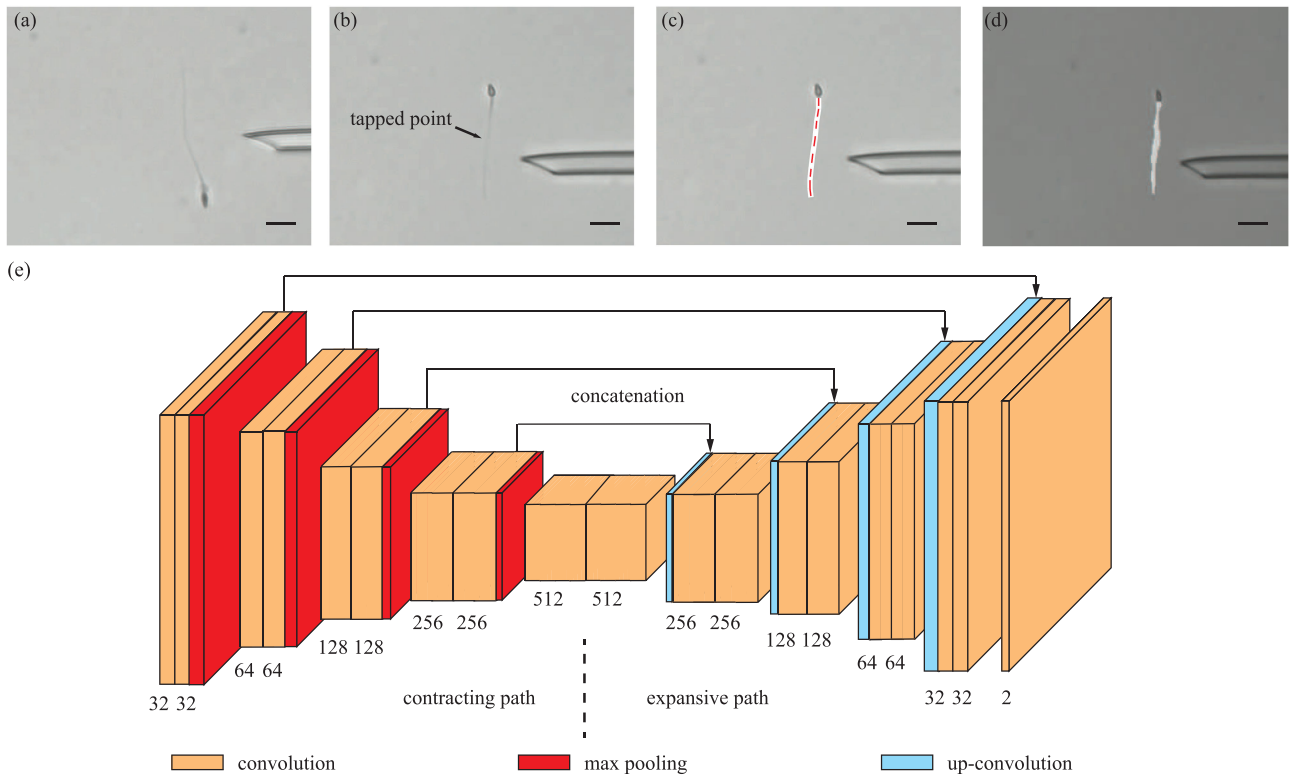 (a)
(b)
(c)
(d)
tapped point
(e)
concatenation
32 32
64 64
128 128
256 256
512 512
256 256
128 128
64 64
32 32
2
contracting path
expansive path
convolution
max pooling
up-convolution